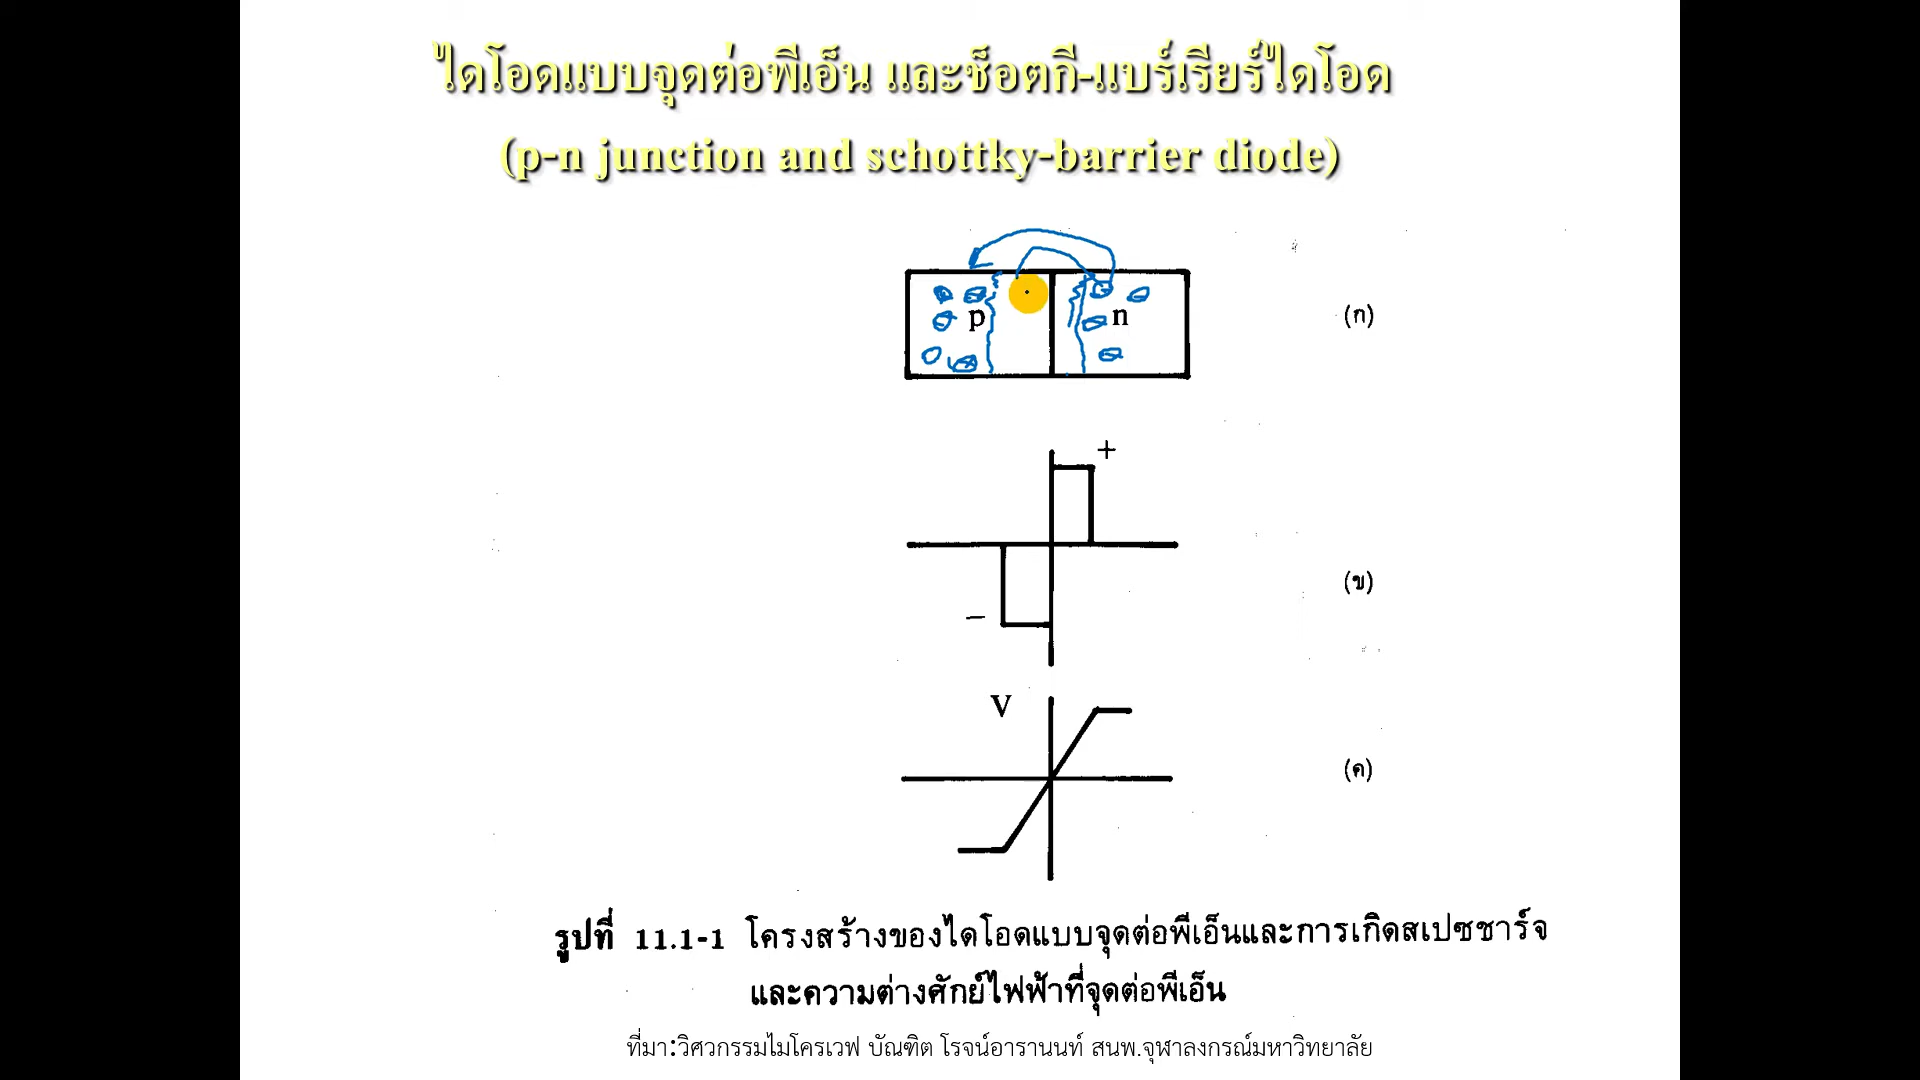 ไดโอดแบบจุดต่อพีเอ็น และช็อตกี-แบร์เรียร์ไดโอด
(p-n junction and schottky-barrier diode)
p n (ก)
+
(ข)
−
V
(ค)
รูปที่ 11.1-1 โครงสร้างของไดโอดแบบจุดต่อพีเอ็นและการเกิดสเปซชาร์จ
และความต่างศักย์ไฟฟ้าที่จุดต่อพีเอ็น
ที่มา:วิศวกรรมไมโครเวฟ บัณฑิต โรจน์อารานนท์ สนพ.จุฬาลงกรณ์มหาวิทยาลัย